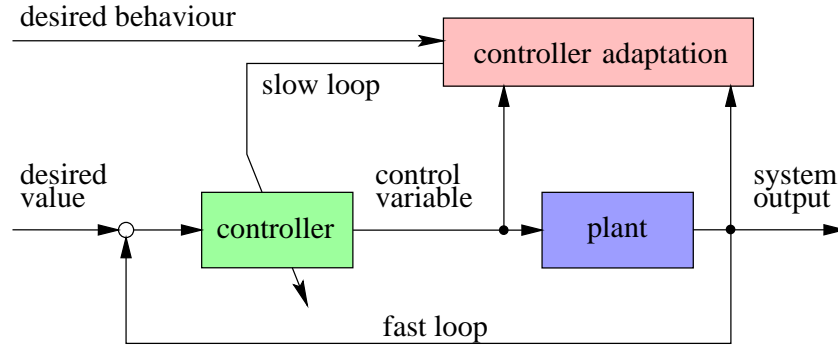 desired behaviour
controller adaptation
slow loop
desired
value
control
variable
system
output
controller
plant
fast loop